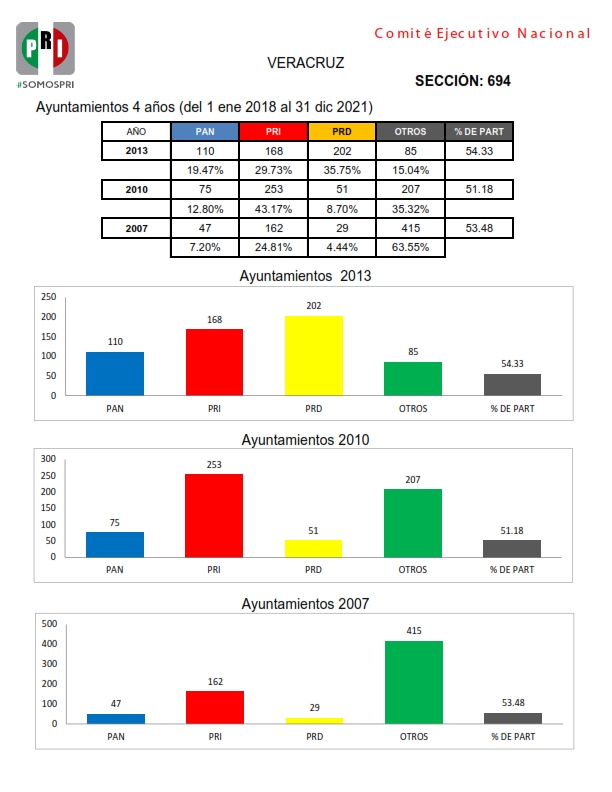 PRI
#SOMOSPRI
Comité Ejecutivo Nacional
VERACRUZ
SECCIÓN: 694
Ayuntamientos 4 años (del 1 ene 2018 al 31 dic 2021)
AÑO PAN PRI PRD OTROS % DE PART
2013 110 168 202 85 54.33
19.47% 29.73% 35.75% 15.04%
2010 75 253 51 207 51.18
12.80% 43.17% 8.70% 35.32%
2007 47 162 29 415 53.48
7.20% 24.81% 4.44% 63.55%
Ayuntamientos 2013
250
200
150
100
50
0
110 168 202 85 54.33
PAN PRI PRD OTROS % DE PART
Ayuntamientos 2010
300
250
200
150
100
50
0
75 253 51 207 51.18
PAN PRI PRD OTROS % DE PART
Ayuntamientos 2007
500
400
300
200
100
0
47 162 29 415 53.48
PAN PRI PRD OTROS % DE PART